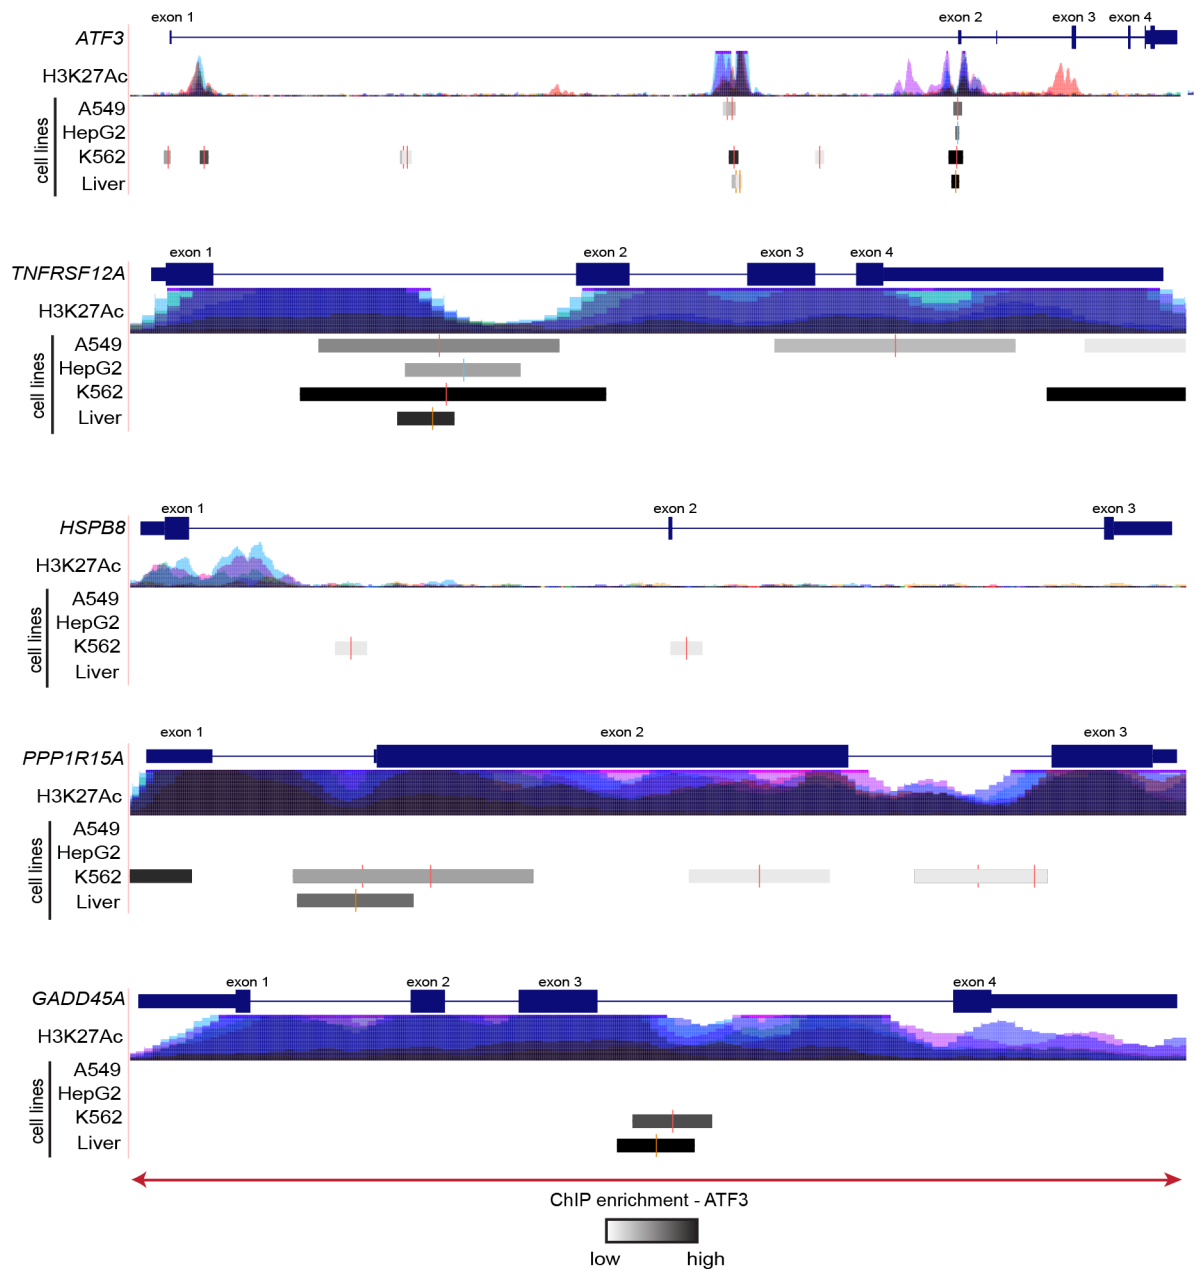 exon 1 exon 2 exon 3 exon 4
ATF3
H3K27Ac
cell lines
A549
HepG2
K562
Liver
exon 1 exon 2 exon 3 exon 4
TNFRSF12A
H3K27Ac
cell lines
A549
HepG2
K562
Liver
exon 1 exon 2 exon 3
HSPB8
H3K27Ac
cell lines
A549
HepG2
K562
Liver
exon 1 exon 2 exon 3
PPP1R15A
H3K27Ac
cell lines
A549
HepG2
K562
Liver
exon 1 exon 2 exon 3 exon 4
GADD45A
H3K27Ac
cell lines
A549
HepG2
K562
Liver
ChIP enrichment - ATF3
low high